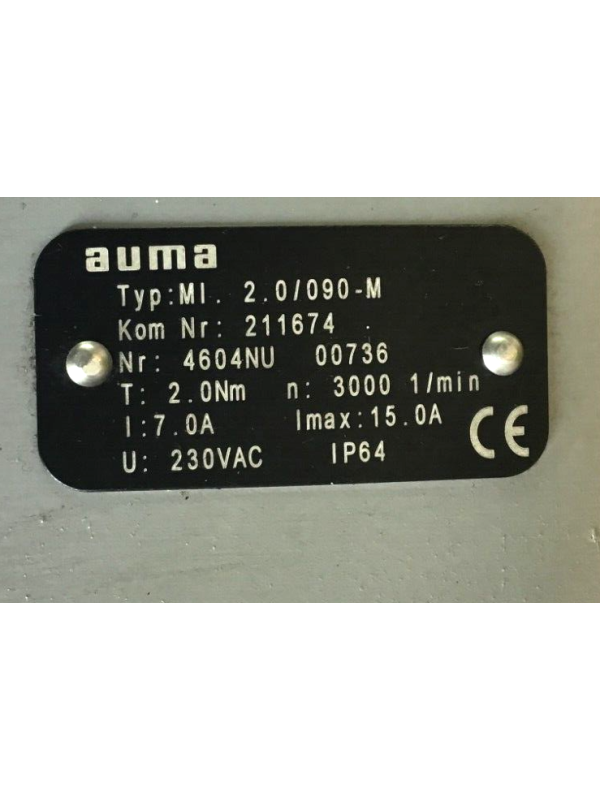 auma
Typ:MI. 2.0/090-M
Kom Nr: 211674
Nr: 4604NU 00736
T: 2.0Nm n: 3000 1/min
I:7.0A Imax:15.0A
U: 230VAC IP64
CE